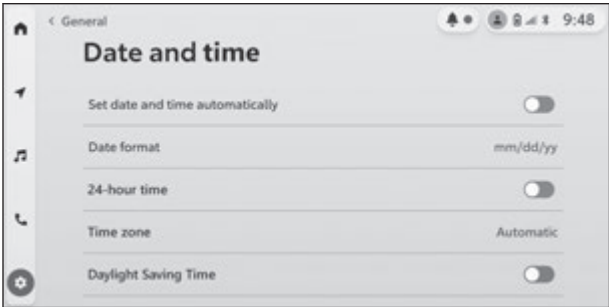 General
9:48
Date and time
Set date and time automatically
Date format mm/dd/yy
24-hour time
Time zone Automatic
Daylight Saving Time